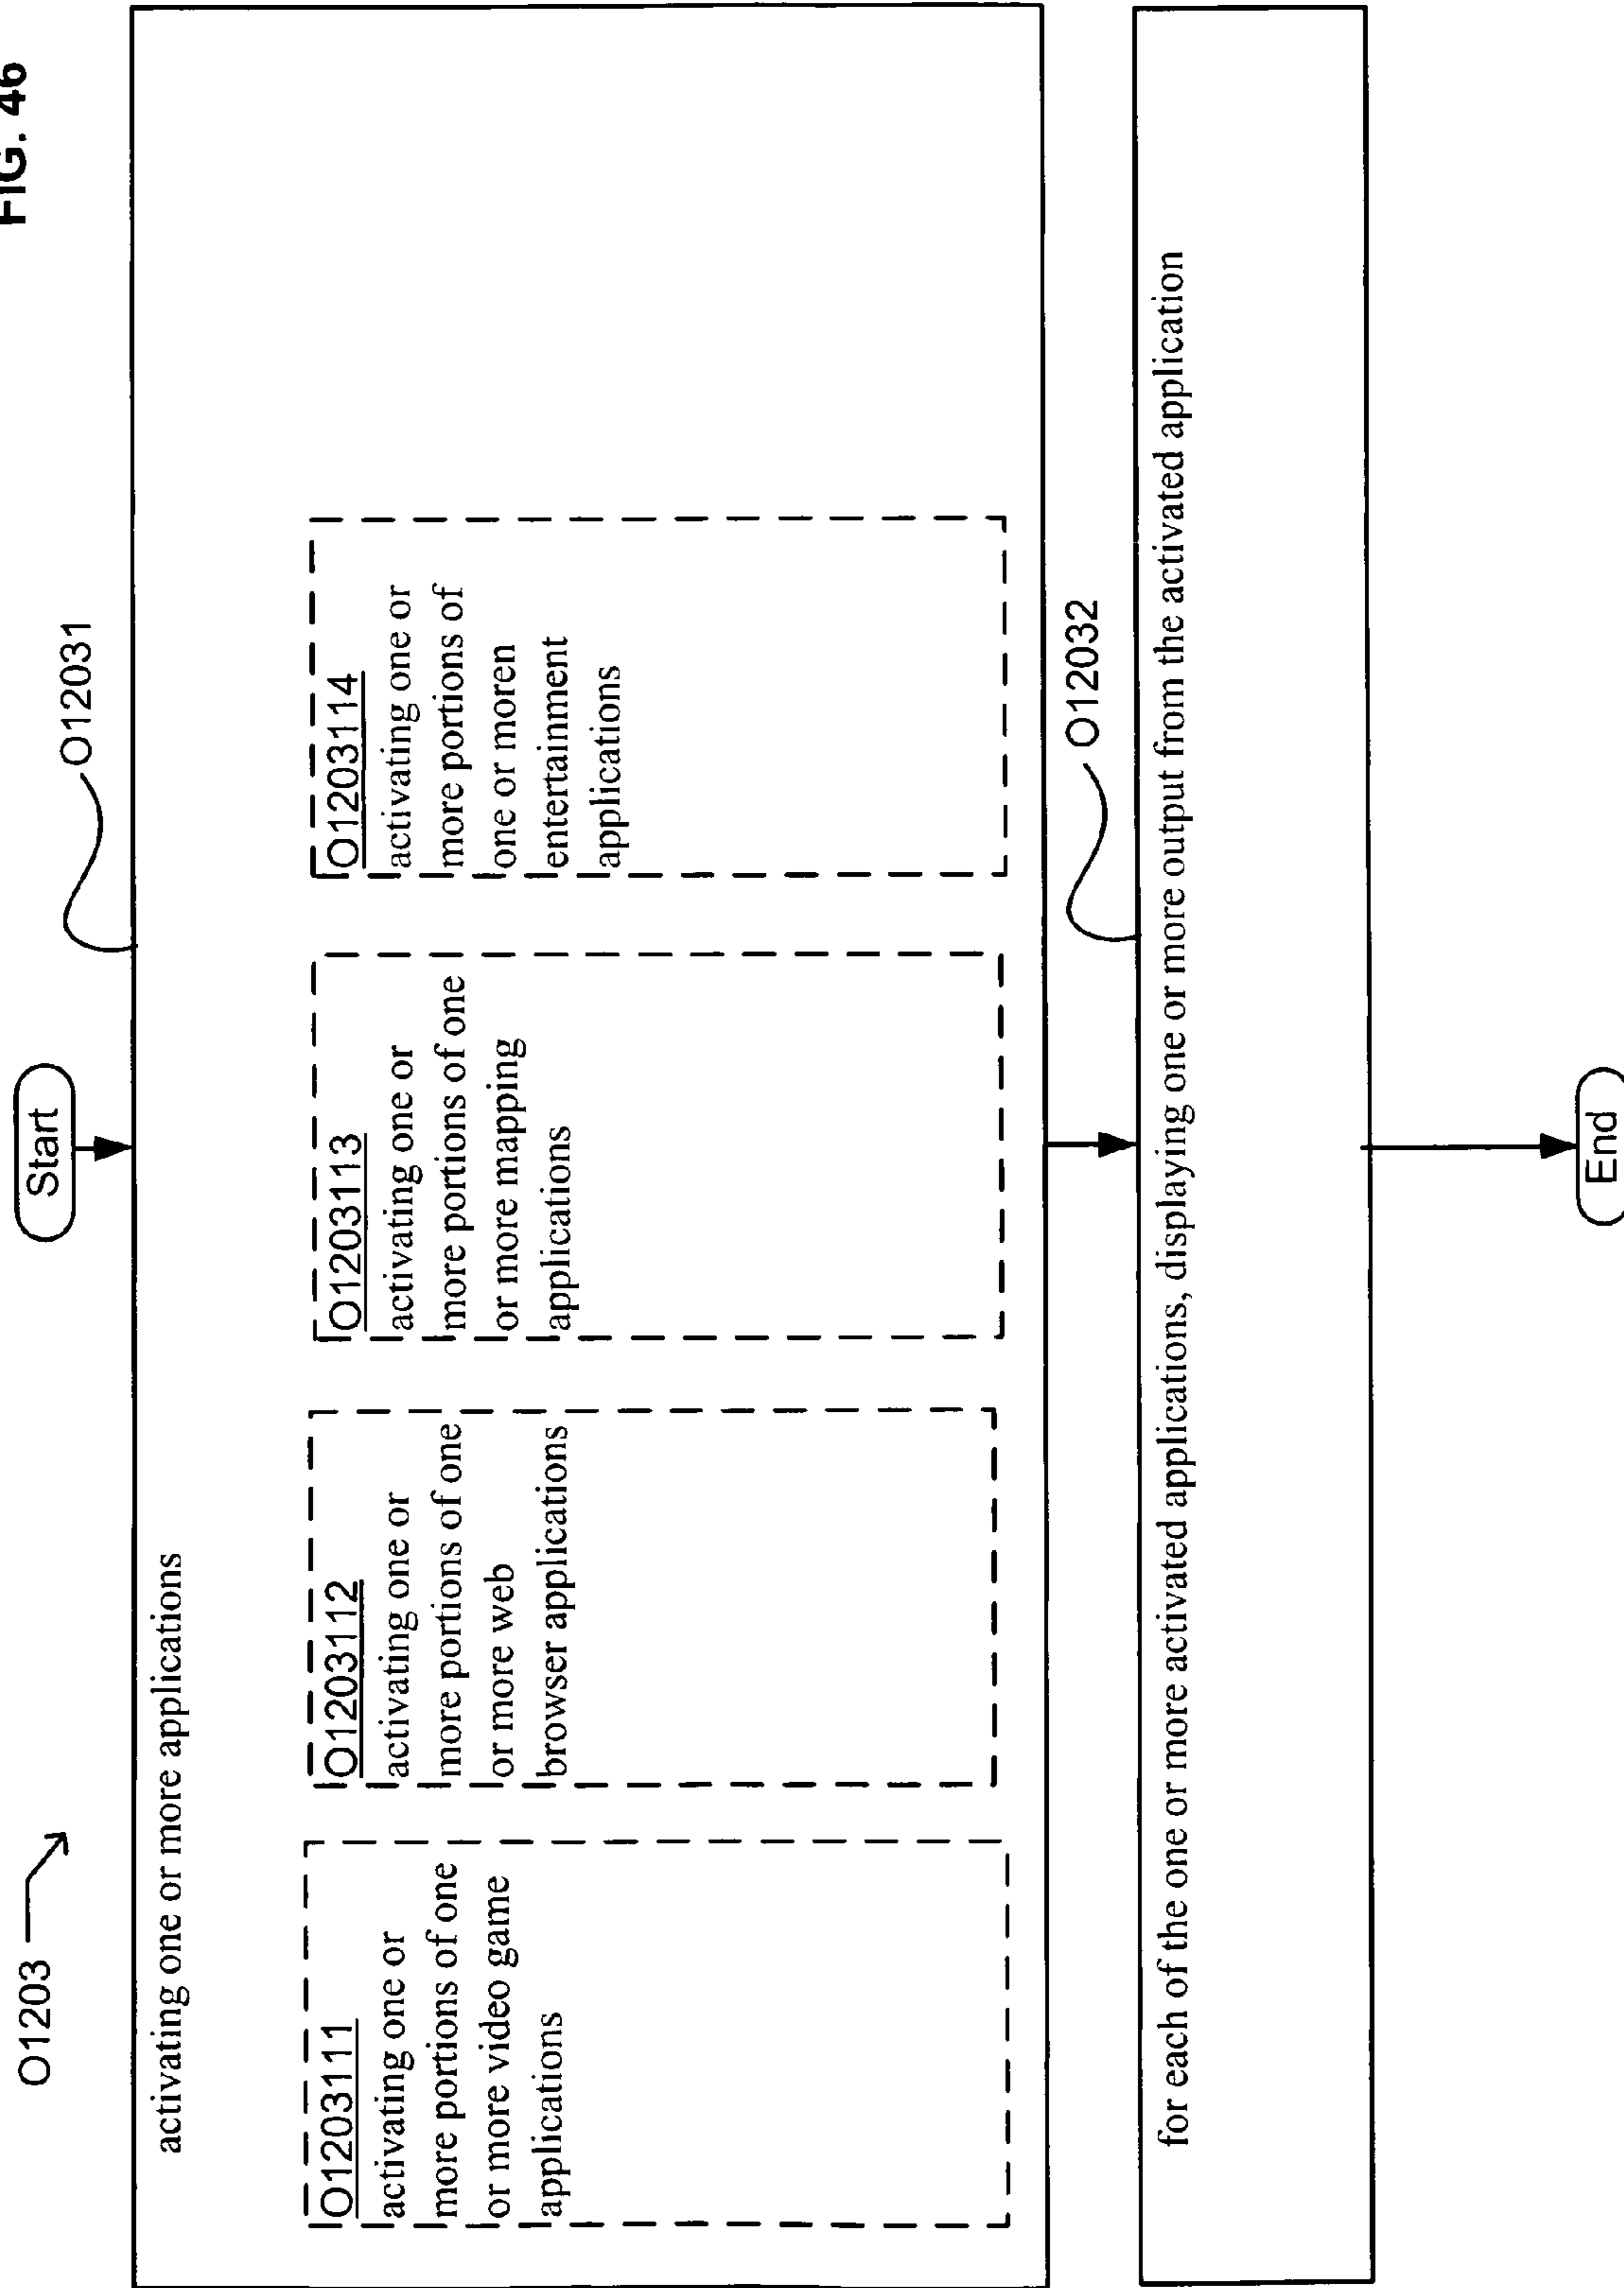 FIG. 46
O1203
Start
O12031
activating one or more applications
O1203111
activating one or
more portions of one
or more video game
applications
O1203112
activating one or
more portions of one
or more web
browser applications
O1203113
activating one or
more portions of one
or more mapping
applications
O1203114
activating one or
more portions of
one or moren
entertainment
applications
O12032
for each of the one or more activated applications, displaying one or more output from the activated application
End